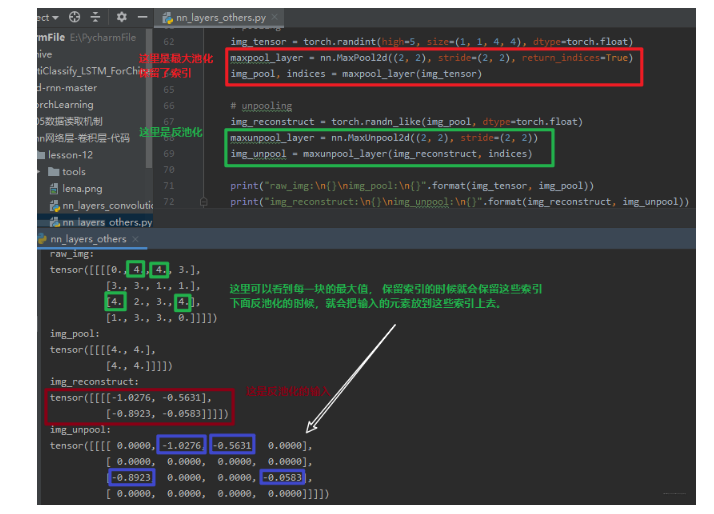 ect
nn_layers_others.py
rmFile E:\PycharmFile
62 img_tensor = torch.randint(high=5, size=(1, 1, 4, 4), dtype=torch.float)
hive
这里是最大池化 maxpool_layer = nn.MaxPool2d((2, 2), stride=(2, 2), return_indices=True)
tiClassify_LSTM_ForChina
保留了索引 img_pool, indices = maxpool_layer(img_tensor)
d-rnn-master
65
orchLearning
66 # unpooling
05数据读取机制
这里是反池化 img_reconstruct = torch.randn_like(img_pool, dtype=torch.float)
nn网络层-卷积层-代码
maxunpool_layer = nn.MaxUnpool2d((2, 2), stride=(2, 2))
lesson-12
69 img_unpool = maxunpool_layer(img_reconstruct, indices)
tools
70
lena.png
71 print("raw_img:\n{}\nimg_pool:\n{}".format(img_tensor, img_pool))
nn_layers_convolutio
72 print("img_reconstruct:\n{}\nimg_unpool:\n{}".format(img_reconstruct, img_unpool))
nn_layers_others.py
nn_layers_others
raw_img:
tensor([[[[0., 4., 4., 3.],
[3., 3., 1., 1.],
[4., 2., 3., 4.],
[1., 3., 3., 0.]]]])
这里可以看到每一块的最大值， 保留索引的时候就会保留这些索引
下面反池化的时候，就会把输入的元素放到这些索引上去。
img_pool:
tensor([[[[4., 4.],
[4., 4.]]]])
img_reconstruct:
这是反池化的输入
tensor([[[[-1.0276, -0.5631],
[-0.8923, -0.0583]]]])
img_unpool:
tensor([[[[ 0.0000, -1.0276, -0.5631 0.0000],
[ 0.0000, 0.0000, 0.0000, 0.0000],
[-0.8923 0.0000, 0.0000, -0.0583],
[ 0.0000, 0.0000, 0.0000, 0.0000]]]])